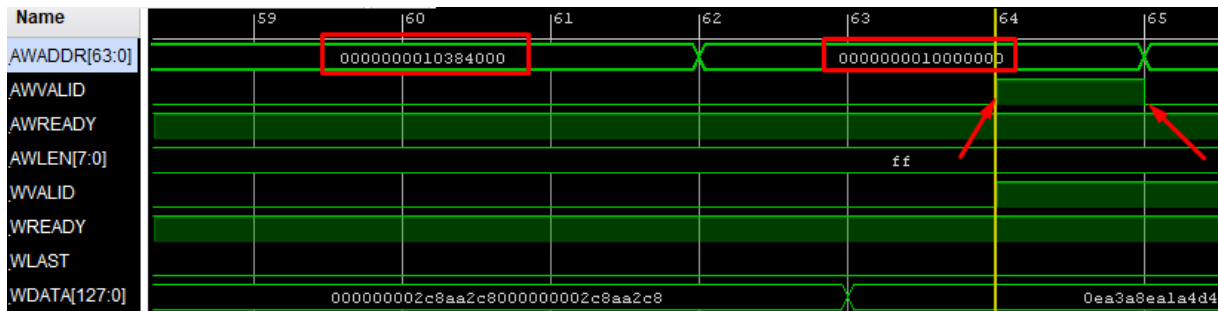 Name 59 60 61 62 63 64 65
AWADDR[63:0] 0000000010384000 0000000010000000
AWVALID
AWREADY
AWLEN[7:0] ff
WVALID
WREADY
WLAST
WDATA[127:0] 000000002c8aa2c8000000002c8aa2c8 0ea3a8ea1a4d4